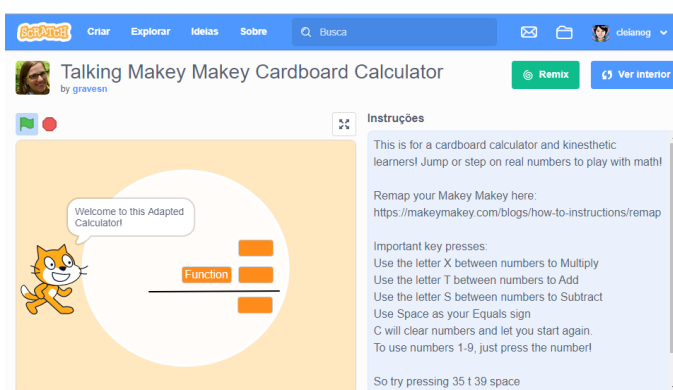 SCRATCH Criar Explorar Ideias Sobre Busca cleianog
Talking Makey Makey Cardboard Calculator
by gravesn
Remix Ver interior
Instruções
This is for a cardboard calculator and kinesthetic
learners! Jump or step on real numbers to play with math!
Remap your Makey Makey here:
https://makeymakey.com/blogs/how-to-instructions/remap
Important key presses:
Use the letter X between numbers to Multiply
Use the letter T between numbers to Add
Use the letter S between numbers to Subtract
Use Space as your Equals sign
C will clear numbers and let you start again.
To use numbers 1-9, just press the number!
So try pressing 35 t 39 space
Welcome to this Adapted
Calculator!
Function